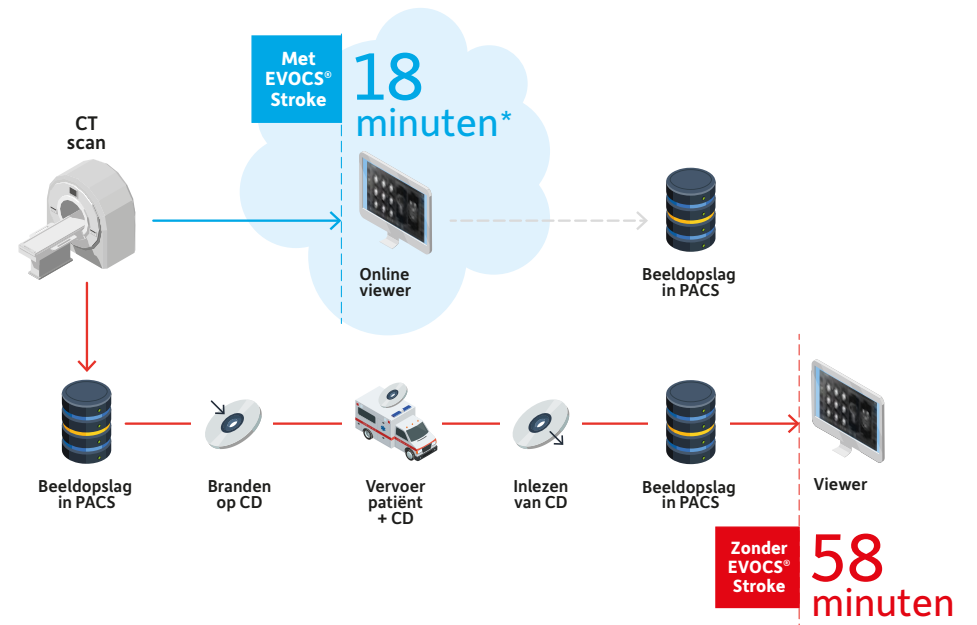 Met
EVOCS®
Stroke
18
minuten*
CT
scan
Online
viewer
Beeldopslag
in PACS
Beeldopslag
in PACS
Branden
op CD
Vervoer
patiënt
+ CD
Inlezen
van CD
Beeldopslag
in PACS
Viewer
Zonder
EVOCS®
Stroke
58
minuten